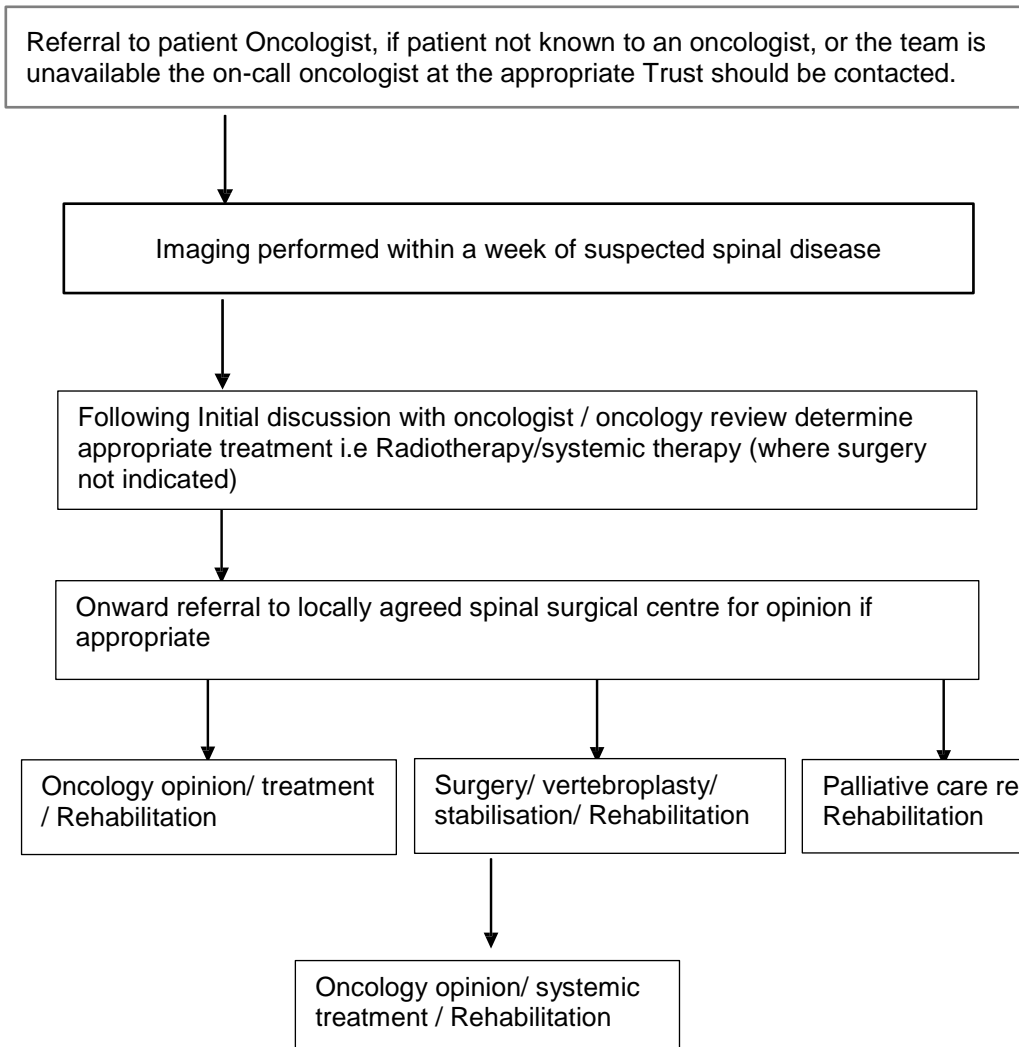 Referral to patient Oncologist, if patient not known to an oncologist, or the team is
unavailable the on-call oncologist at the appropriate Trust should be contacted.
Imaging performed within a week of suspected spinal disease
Following Initial discussion with oncologist / oncology review determine
appropriate treatment i.e Radiotherapy/systemic therapy (where surgery
not indicated)
Onward referral to locally agreed spinal surgical centre for opinion if
appropriate
Oncology opinion/ treatment
/ Rehabilitation
Surgery/ vertebroplasty/
stabilisation/ Rehabilitation
Palliative care
Rehabilitation
Oncology opinion/ systemic
treatment / Rehabilitation